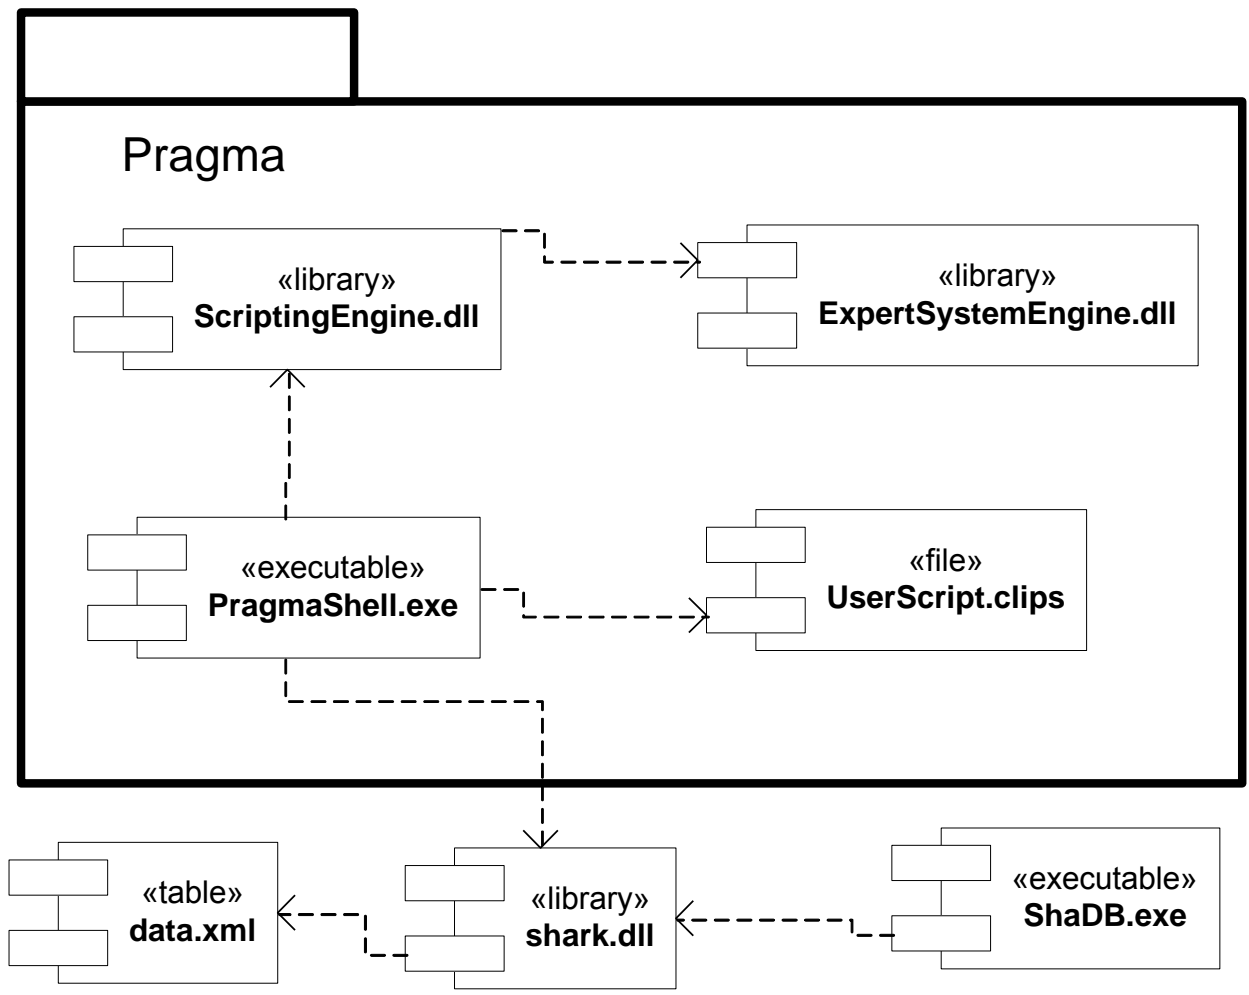 Pragma
«library»
ScriptingEngine.dll
«library»
ExpertSystemEngine.dll
«executable»
PragmaShell.exe
«file»
UserScript.clips
«table»
data.xml
«library»
shark.dll
«executable»
ShaDB.exe